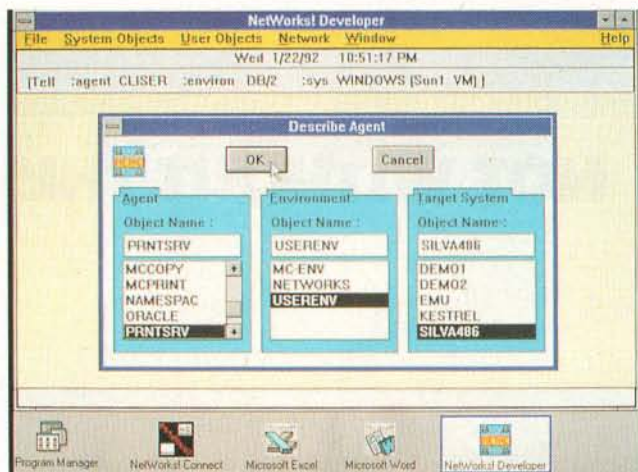 NetWorks! Developer
File System Objects User Objects Network Window Help
Wed 1/22/92 10:51:17 PM
[Tell :agent CLISER :environ DB/2 :sys WINDOWS (Sun1 VM) ]
Describe Agent
OK Cancel
Agent
Object Name :
PRNTSRV
MCCOPY
MCPRINT
NAMESPAC
ORACLE
PRNTSRV
Environment
Object Name :
USERENV
MC-ENV
NETWORKS
USERENV
Target System
Object Name :
SILVA486
DEMO1
DEMO2
EMU
KESTREL
SILVA486
Program Manager NetWorks! Connect Microsoft Excel Microsoft Word NetWorks! Developer